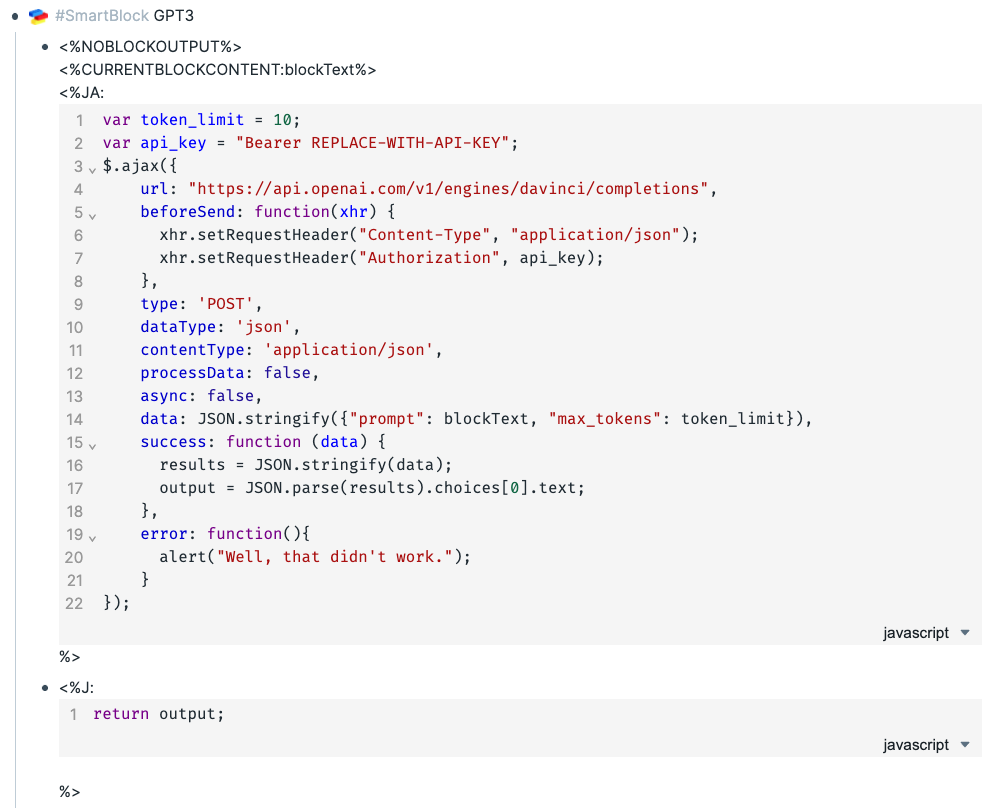 #SmartBlock GPT3
<%NOBLOCKOUTPUT%>
<%CURRENTBLOCKCONTENT:blockText%>
<%JA:
1 var token_limit = 10;
2 var api_key = "Bearer REPLACE-WITH-API-KEY";
3 $.ajax({
4 url: "https://api.openai.com/v1/engines/davinci/completions",
5 beforeSend: function(xhr) {
6 xhr.setRequestHeader("Content-Type", "application/json");
7 xhr.setRequestHeader("Authorization", api_key);
8 },
9 type: 'POST',
10 dataType: 'json',
11 contentType: 'application/json',
12 processData: false,
13 async: false,
14 data: JSON.stringify({"prompt": blockText, "max_tokens": token_limit}),
15 success: function (data) {
16 results = JSON.stringify(data);
17 output = JSON.parse(results).choices[0].text;
18 },
19 error: function(){
20 alert("Well, that didn't work.");
21 }
22 });
javascript
%>
<%J:
1 return output;
javascript
%>